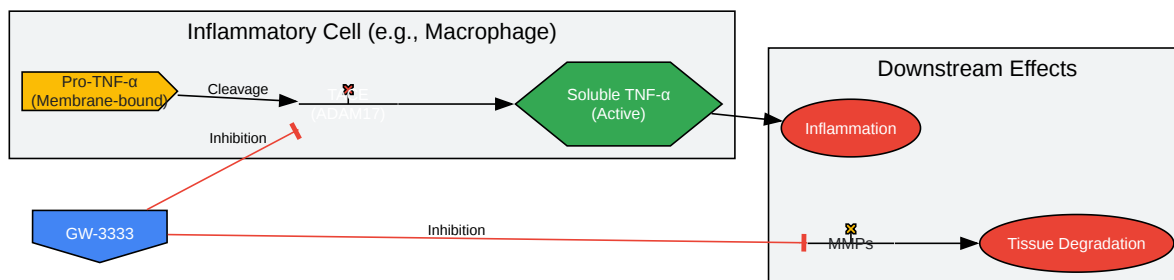 Inflammatory Cell (e.g., Macrophage)
Downstream Effects
Pro-TNF-α
(Membrane-bound)
Cleavage
(ADAM17)
Soluble TNF-α
(Active)
Inflammation
Inhibition
GW-3333
Inhibition
MMPs
Tissue Degradation